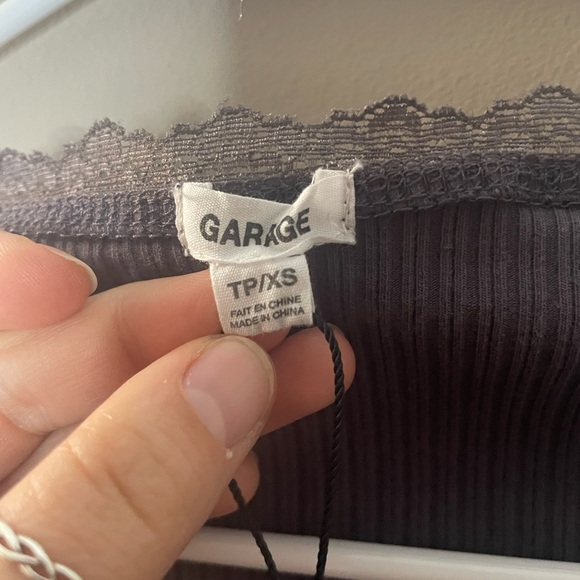 GARAGE
TP/XS
FAIT EN CHINE
MADE IN CHINA